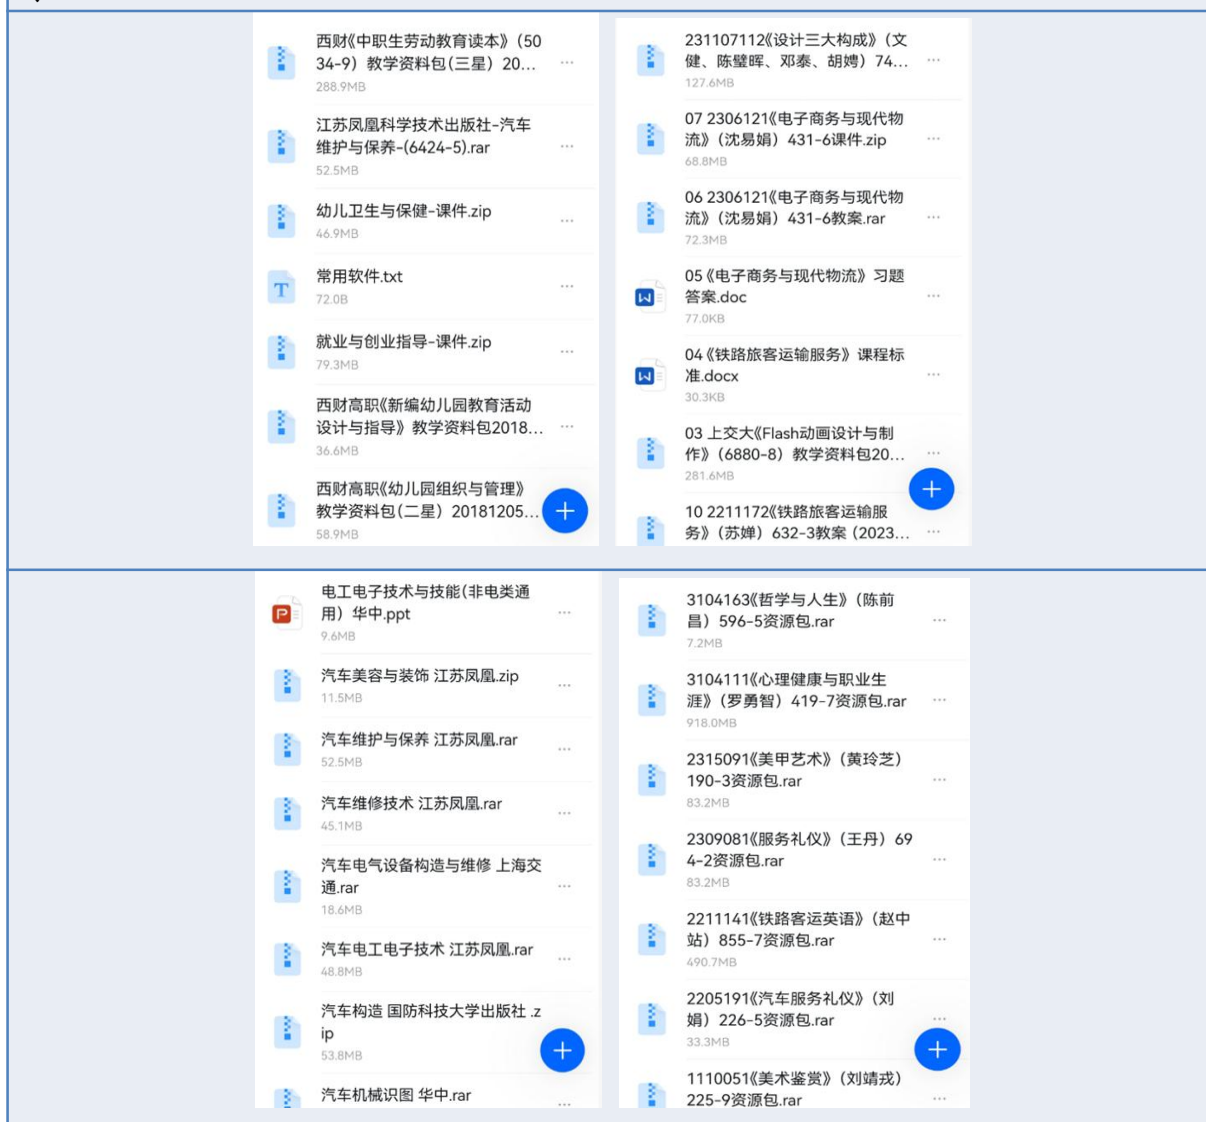 西财《中职生劳动教育读本》（50
34-9）教学资料包(三星）20...
288.9MB
江苏凤凰科学技术出版社-汽车
维护与保养-(6424-5).rar
52.5MB
幼儿卫生与保健-课件.zip
46.9MB
常用软件.txt
72.0B
就业与创业指导-课件.zip
79.3MB
西财高职《新编幼儿园教育活动
设计与指导》教学资料包2018...
36.6MB
西财高职《幼儿园组织与管理》
教学资料包(二星）20181205...
58.9MB
231107112《设计三大构成》（文
健、陈璧晖、邓泰、胡娉）74...
127.6MB
07 2306121《电子商务与现代物
流》（沈易娟）431-6课件.zip
68.8MB
06 2306121《电子商务与现代物
流》（沈易娟）431-6教案.rar
72.3MB
05《电子商务与现代物流》习题
答案.doc
77.0KB
04《铁路旅客运输服务》课程标
准.docx
30.3KB
03 上交大《Flash动画设计与制
作》（6880-8）教学资料包20...
281.6MB
10 2211172《铁路旅客运输服
务》（苏婵）632-3教案 (2023...
电工电子技术与技能(非电类通
用）华中.ppt
9.6MB
汽车美容与装饰 江苏凤凰.zip
11.5MB
汽车维护与保养 江苏凤凰.rar
52.5MB
汽车维修技术 江苏凤凰.rar
45.1MB
汽车电气设备构造与维修 上海交
通.rar
18.6MB
汽车电工电子技术 江苏凤凰.rar
48.8MB
汽车构造 国防科技大学出版社 .z
ip
53.8MB
汽车机械识图 华中.rar
3104163《哲学与人生》（陈前
昌）596-5资源包.rar
7.2MB
3104111《心理健康与职业生
涯》（罗勇智）419-7资源包.rar
918.0MB
2315091《美甲艺术》（黄玲芝）
190-3资源包.rar
83.2MB
2309081《服务礼仪》（王丹）69
4-2资源包.rar
83.2MB
2211141《铁路客运英语》（赵中
站）855-7资源包.rar
490.7MB
2205191《汽车服务礼仪》（刘
娟）226-5资源包.rar
33.3MB
1110051《美术鉴赏》（刘靖戎）
225-9资源包.rar